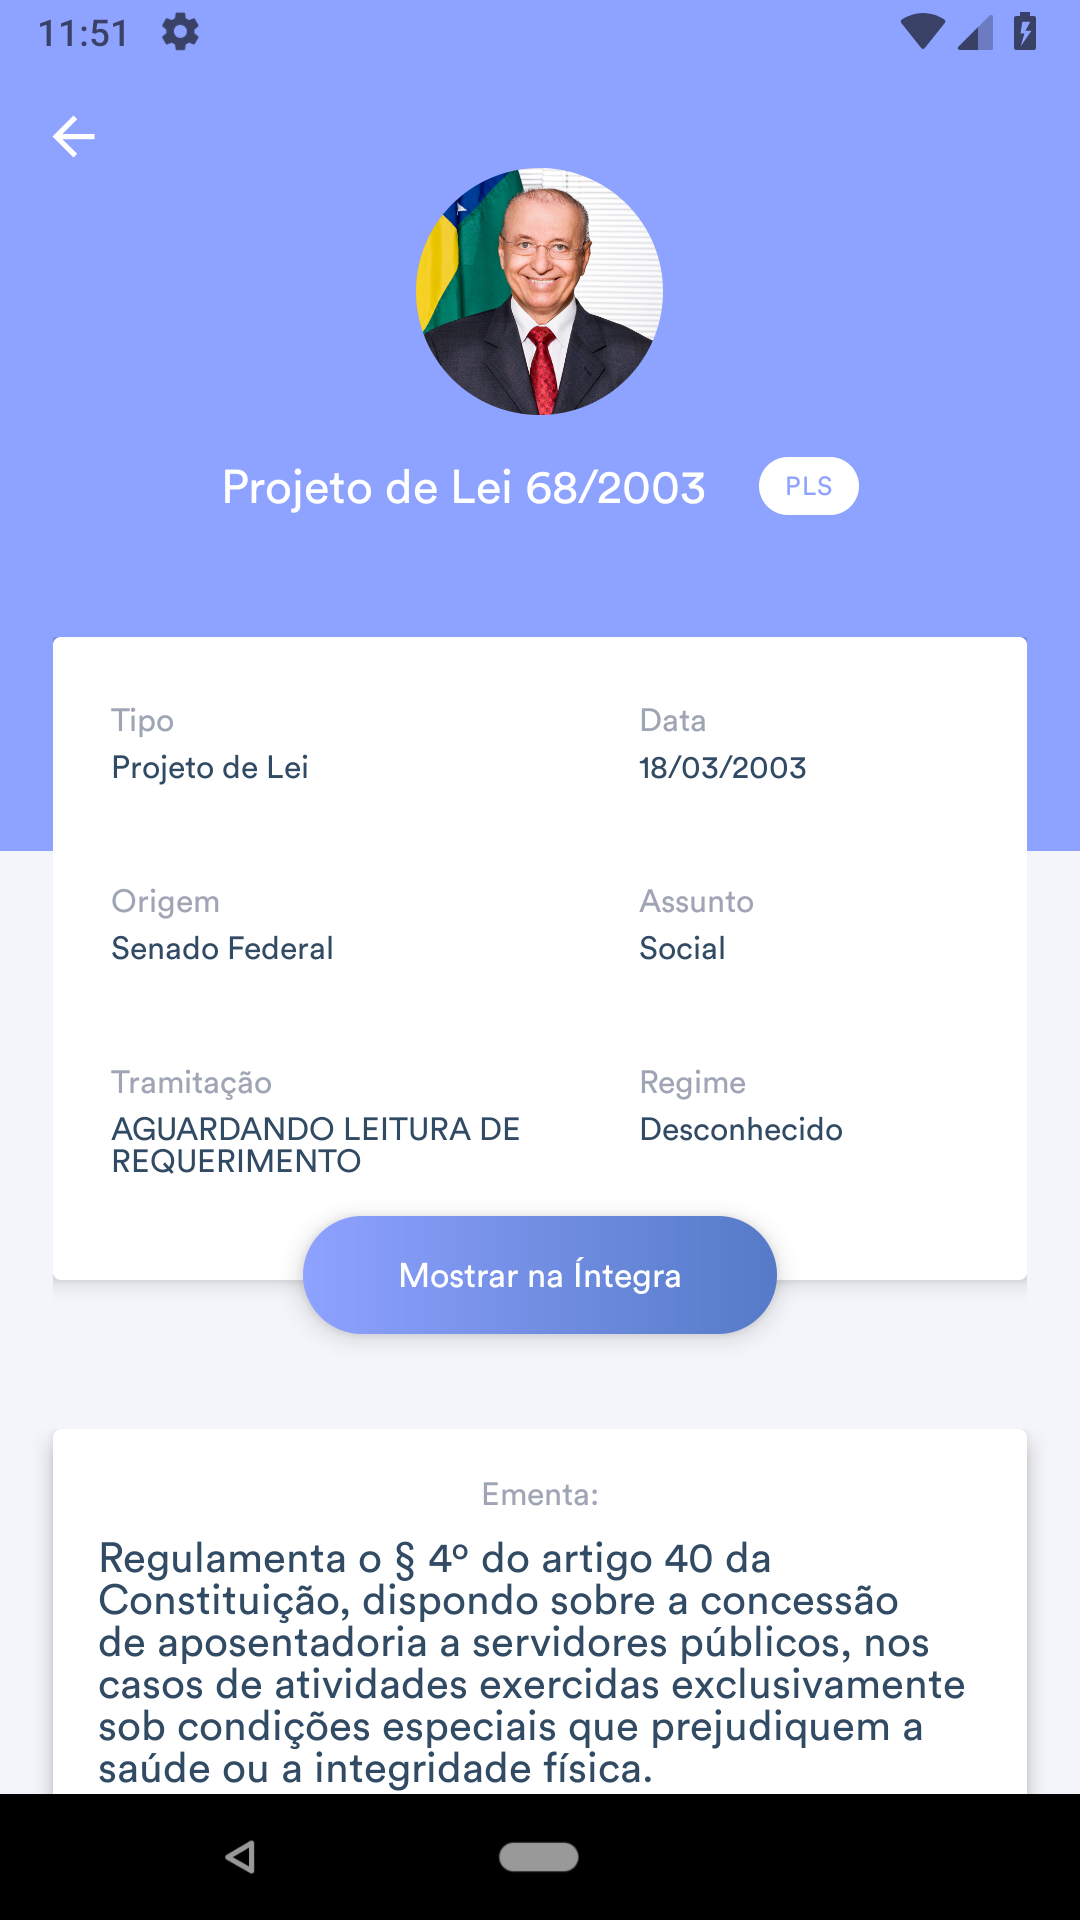 11:51
Projeto de Lei 68/2003 PLS
Tipo
Projeto de Lei
Data
18/03/2003
Origem
Senado Federal
Assunto
Social
Tramitação
AGUARDANDO LEITURA DE
REQUERIMENTO
Regime
Desconhecido
Mostrar na Íntegra
Ementa:
Regulamenta o § 4º do artigo 40 da
Constituição, dispondo sobre a concessão
de aposentadoria a servidores públicos, nos
casos de atividades exercidas exclusivamente
sob condições especiais que prejudiquem a
saúde ou a integridade física.